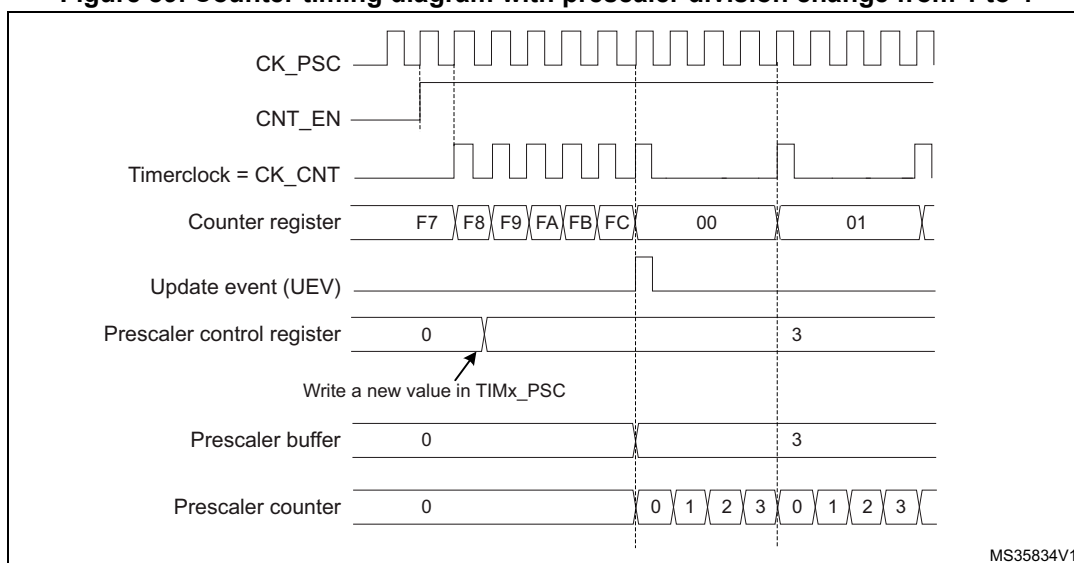 CK_PSC
CNT_EN
Timerclock = CK_CNT
Counter register F7 F8 F9 FA FB FC 00 01
Update event (UEV)
Prescaler control register 0 3
Write a new value in TIMx_PSC
Prescaler buffer 0 3
Prescaler counter 0 0 1 2 3 0 1 2 3
MS35834V1